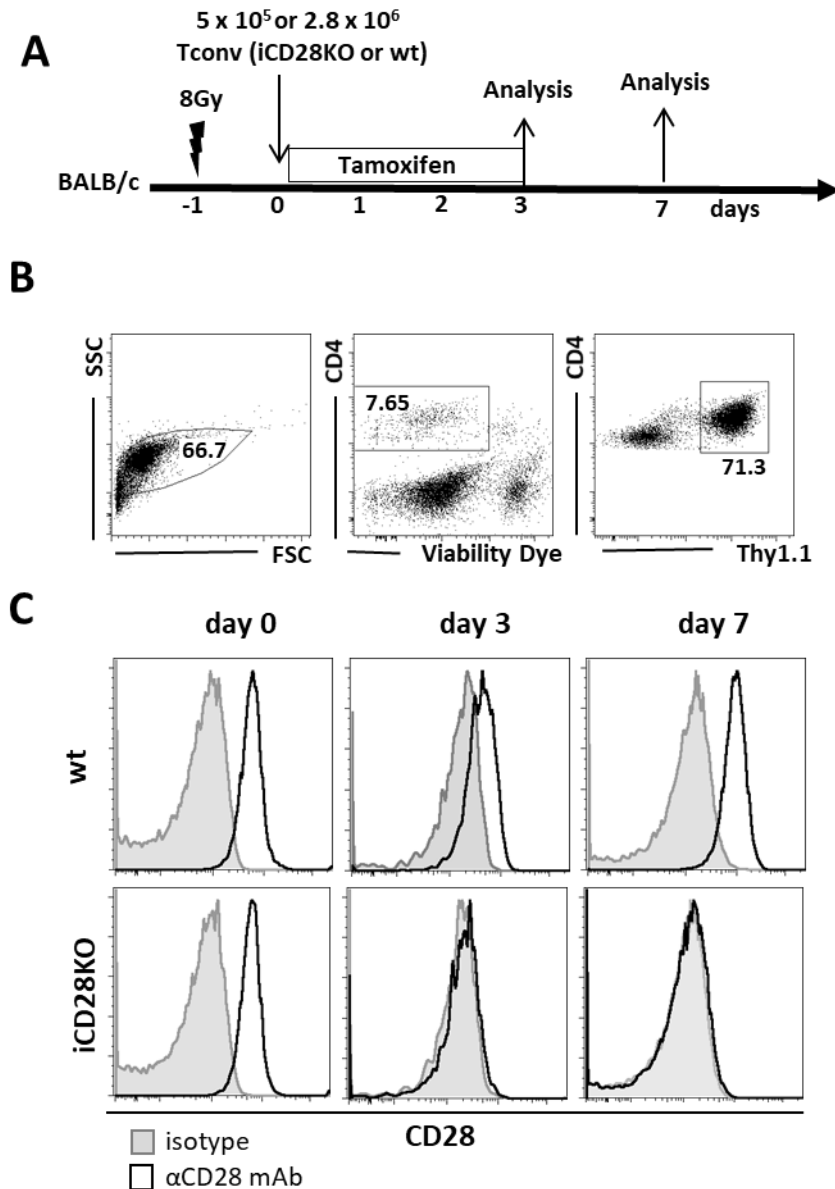 A
5 x 10⁵ or 2.8 x 10⁶
Tconv (iCD28KO or wt)
8Gy
Analysis
Analysis
Tamoxifen
BALB/c
-1 0 1 2 3 7 days
B
SSC
66.7
FSC
CD4
7.65
Viability Dye
CD4
71.3
Thy1.1
C
day 0 day 3 day 7
wt
iCD28KO
CD28
isotype
αCD28 mAb